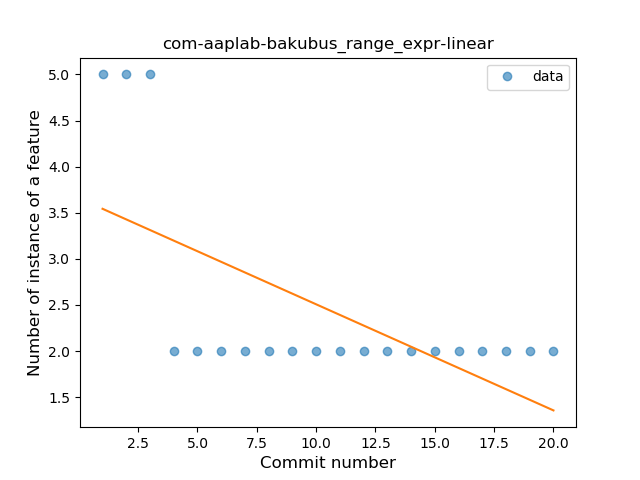 com-aaplab-bakubus_range_expr-linear
data
Number of instance of a feature
5.0
4.5
4.0
3.5
3.0
2.5
2.0
1.5
2.5 5.0 7.5 10.0 12.5 15.0 17.5 20.0
Commit number